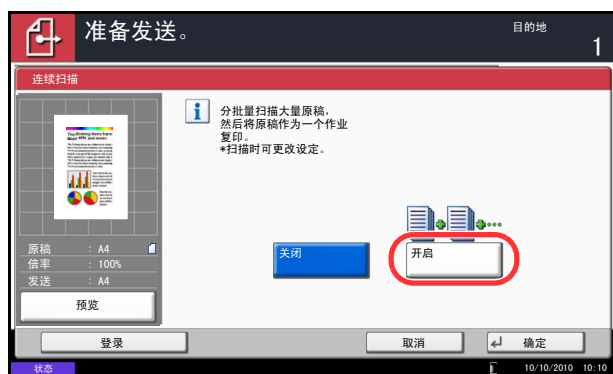 准备发送。
目的地
1
连续扫描
分批量扫描大量原稿，
然后将原稿作为一个作业
复印。
*扫描时可更改设定。
原稿 : A4
倍率 : 100%
发送 : A4
预览
关闭
开启
登录
取消
确定
状态
10/10/2010 10:10